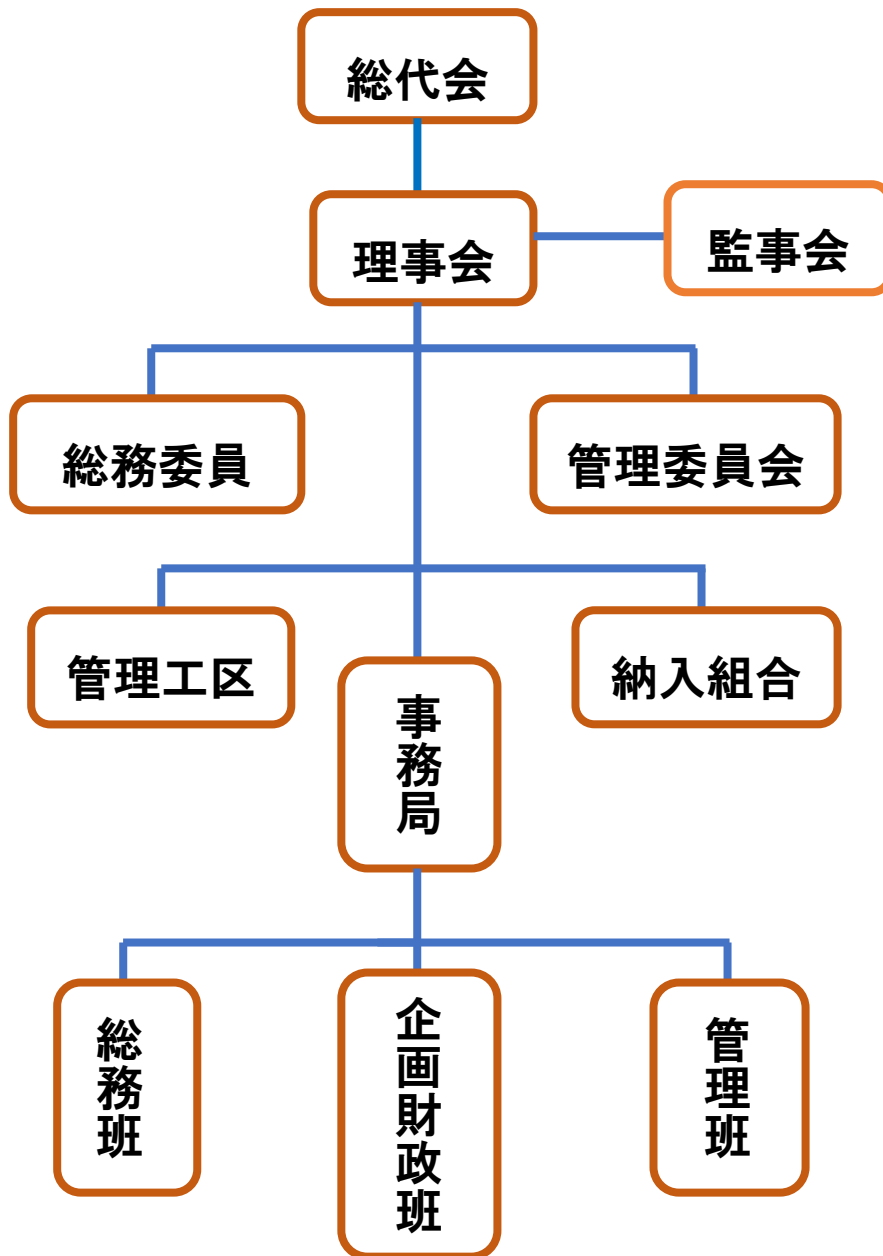 総代会
理事会
監事会
総務委員
管理委員会
管理工区
納入組合
事務局
総務班
企画財政班
管理班